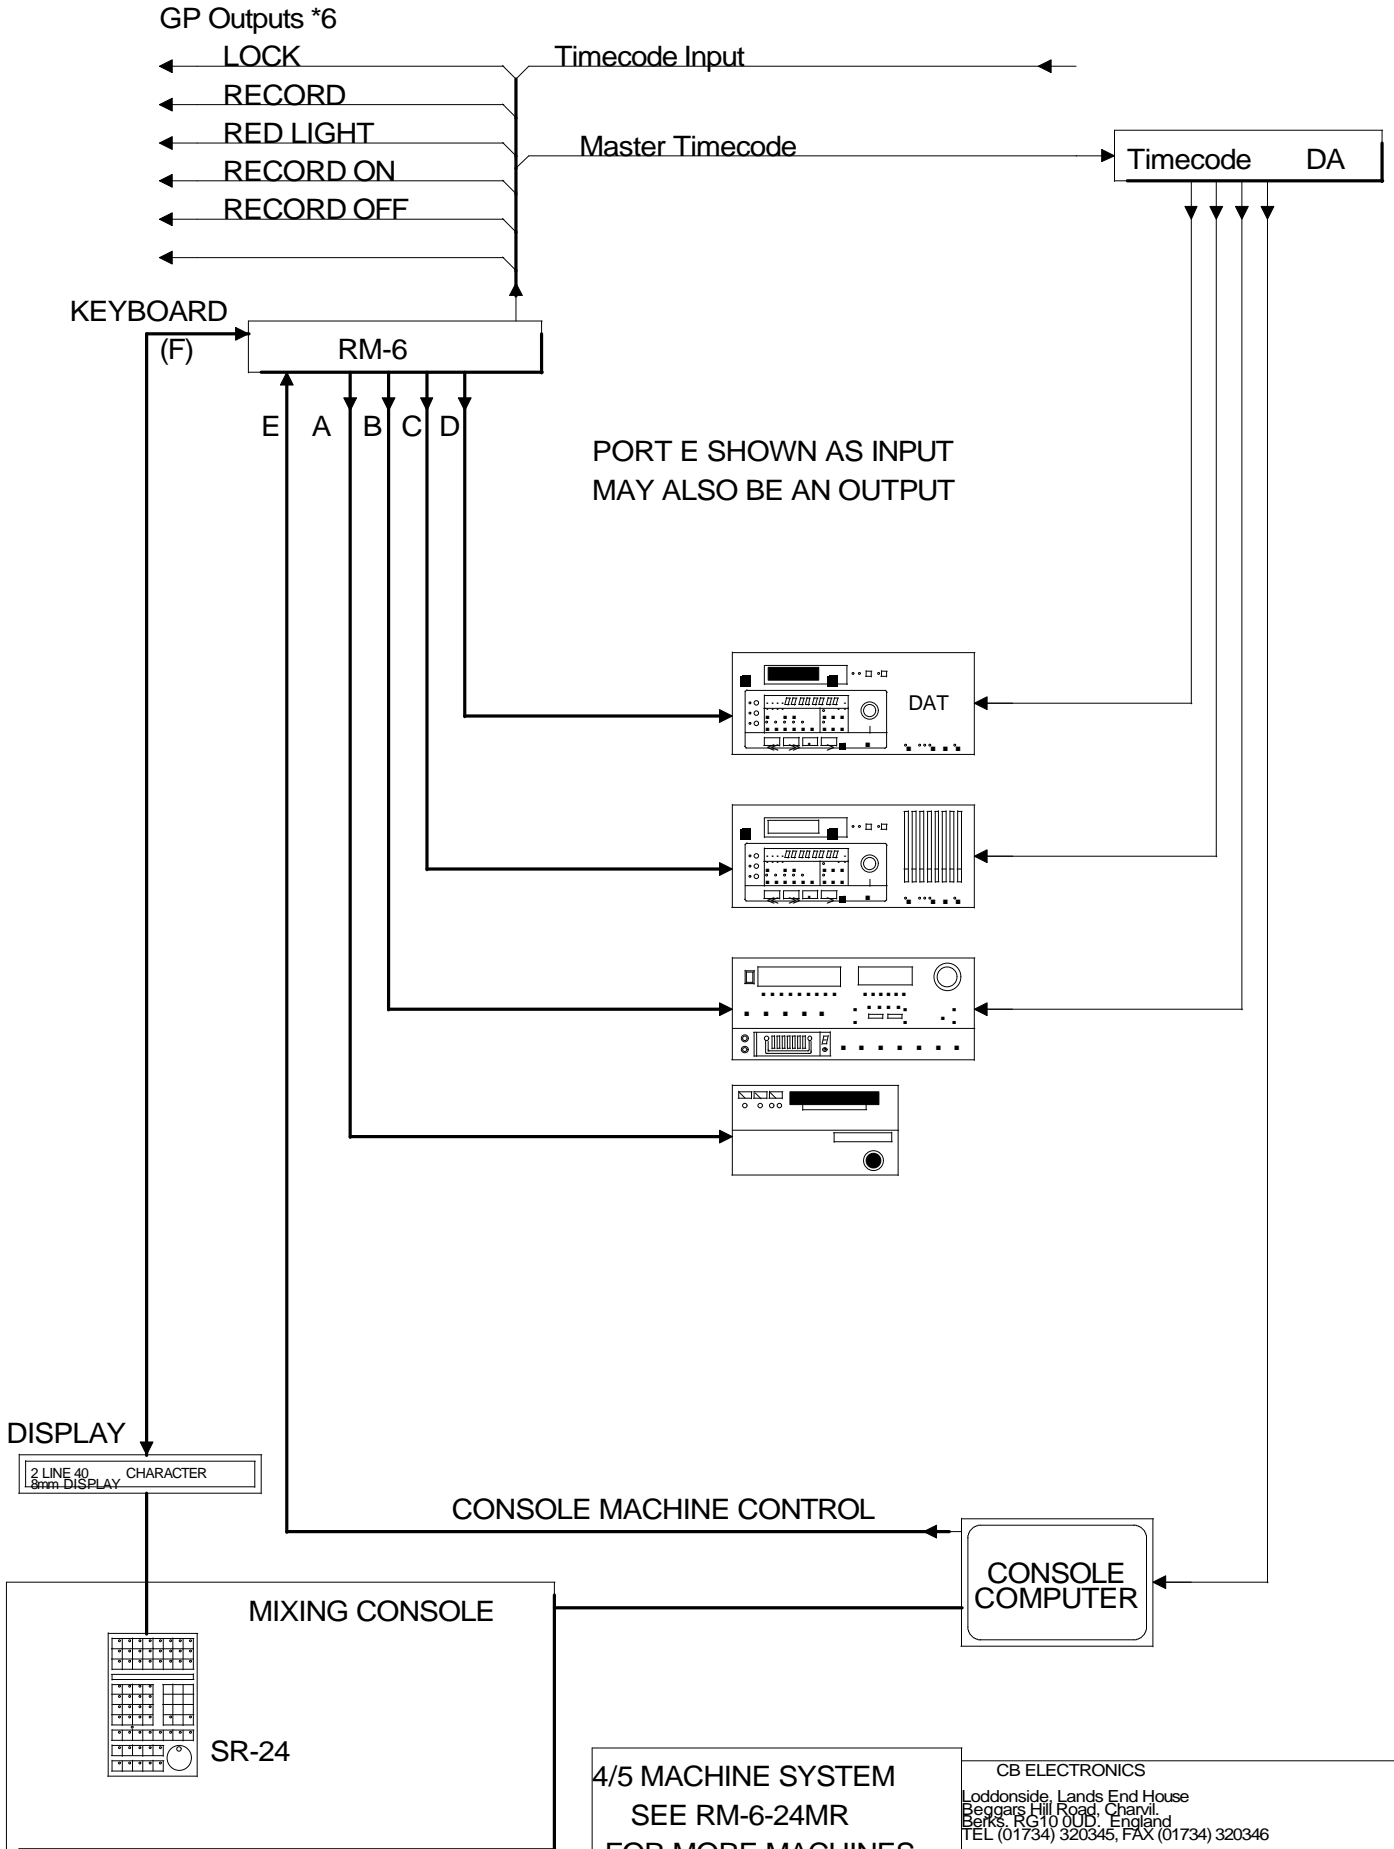 GP Outputs *6
LOCK
Timecode Input
RECORD
RED LIGHT
Master Timecode
Timecode DA
RECORD ON
RECORD OFF
KEYBOARD
(F)
RM-6
E A B C D
PORT E SHOWN AS INPUT
MAY ALSO BE AN OUTPUT
DAT
DISPLAY
2 LINE 40 CHARACTER
8mm DISPLAY
CONSOLE MACHINE CONTROL
CONSOLE
COMPUTER
MIXING CONSOLE
SR-24
4/5 MACHINE SYSTEM
SEE RM-6-24MR
FOR MORE MACHINES
CB ELECTRONICS
Loddonside, Lands End House
Beggars Hill Road, Charvil.
Berks. RG10 0UD. England
TEL (01734) 320345, FAX (01734) 320346